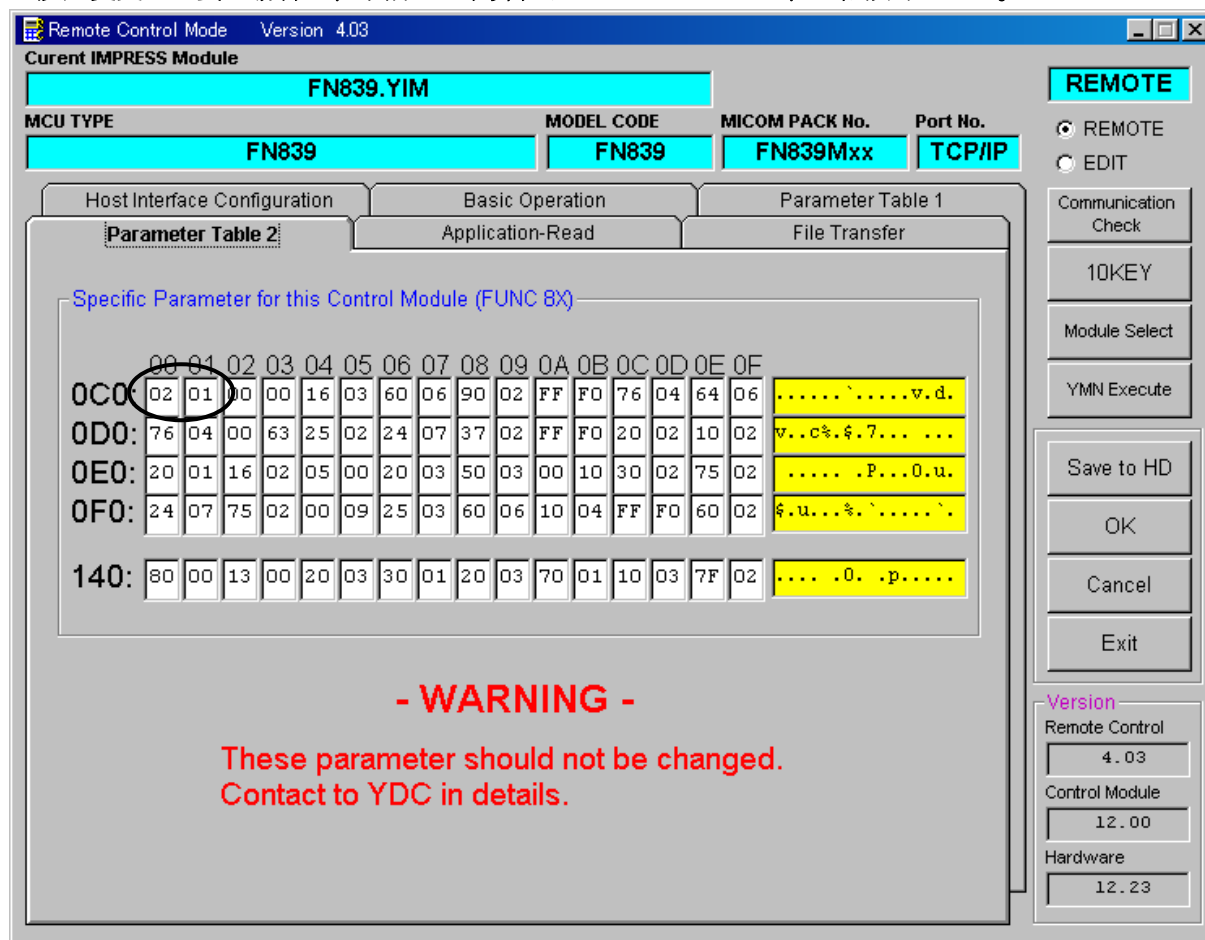 Remote Control Mode Version 4.03
Curent IMPRESS Module
FN839.YIM
REMOTE
MCU TYPE MODEL CODE MICOM PACK No. Port No.
FN839 FN839 FN839Mxx TCP/IP
REMOTE
EDIT
Host Interface Configuration Basic Operation Parameter Table 1
Parameter Table 2 Application-Read File Transfer
Communication
Check
10KEY
Module Select
YMN Execute
Save to HD
OK
Cancel
Exit
Specific Parameter for this Control Module (FUNC 8X)
00 01 02 03 04 05 06 07 08 09 0A 0B 0C 0D 0E 0F
0C0: 02 01 00 00 16 03 60 06 90 02 FF F0 76 04 64 06 ......`.....v.d.
0D0: 76 04 00 63 25 02 24 07 37 02 FF F0 20 02 10 02 v..c%.$.7... ...
0E0: 20 01 16 02 05 00 20 03 50 03 00 10 30 02 75 02 ..... .P...0.u.
0F0: 24 07 75 02 00 09 25 03 60 06 10 04 FF F0 60 02 $.u...%.`.....`.
140: 80 00 13 00 20 03 30 01 20 03 70 01 10 03 7F 02 .... .0. .p.....
- WARNING -
These parameter should not be changed.
Contact to YDC in details.
Version
Remote Control
4.03
Control Module
12.00
Hardware
12.23